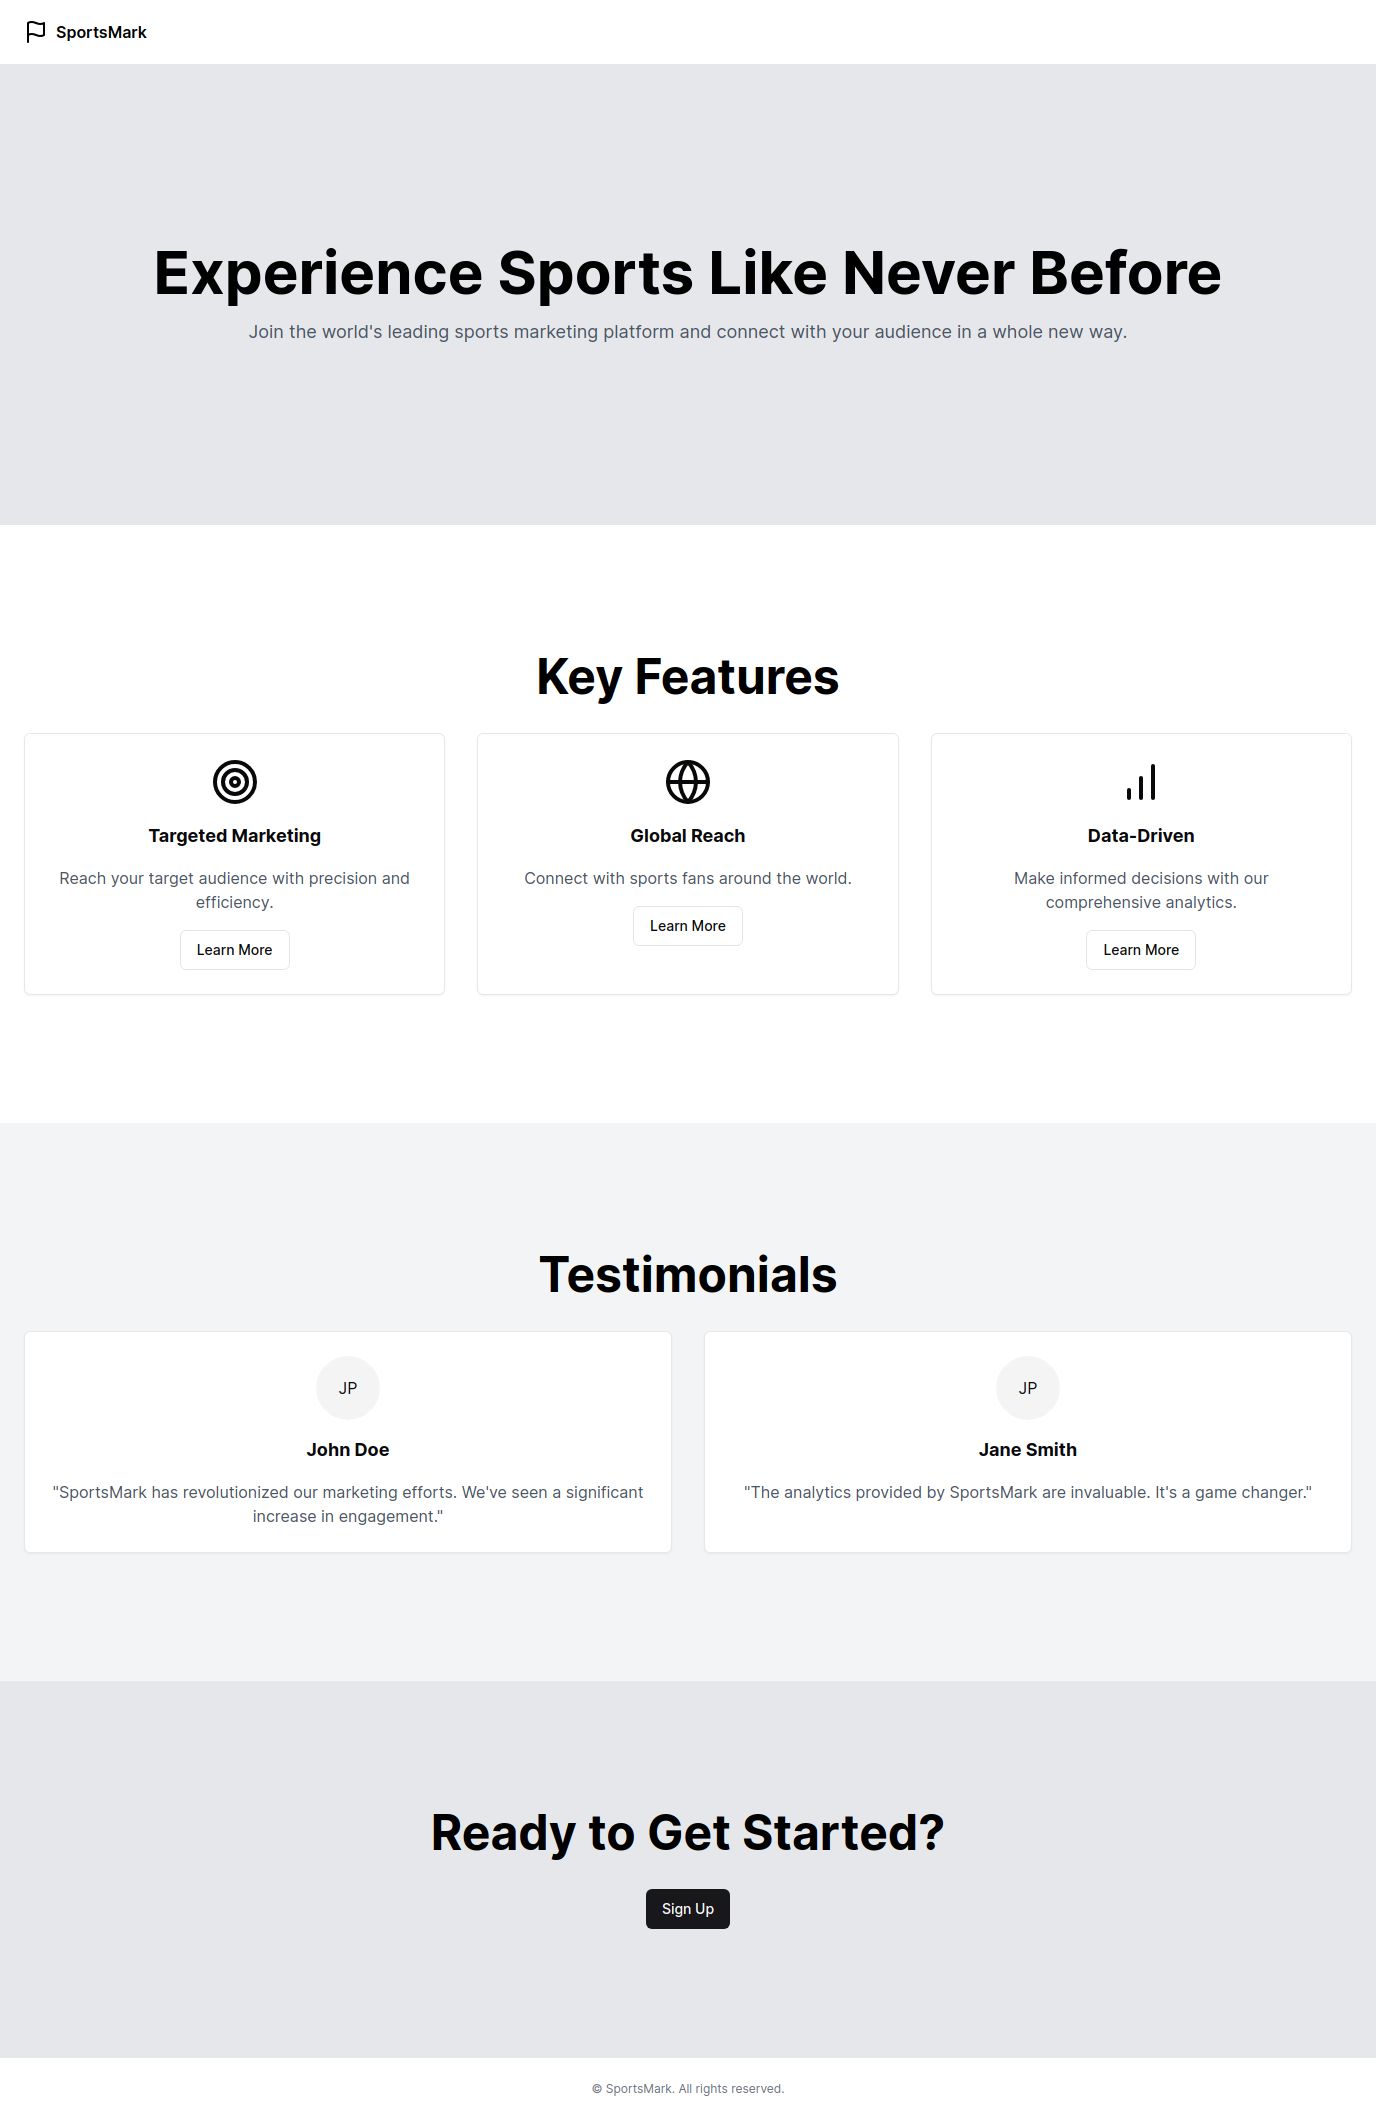 SportsMark
Experience Sports Like Never Before
Join the world's leading sports marketing platform and connect with your audience in a whole new way.
Key Features
Targeted Marketing
Reach your target audience with precision and
efficiency.
Learn More
Global Reach
Connect with sports fans around the world.
Learn More
Data-Driven
Make informed decisions with our
comprehensive analytics.
Learn More
Testimonials
JP
John Doe
"SportsMark has revolutionized our marketing efforts. We've seen a significant
increase in engagement."
JP
Jane Smith
"The analytics provided by SportsMark are invaluable. It's a game changer."
Ready to Get Started?
Sign Up
© SportsMark. All rights reserved.